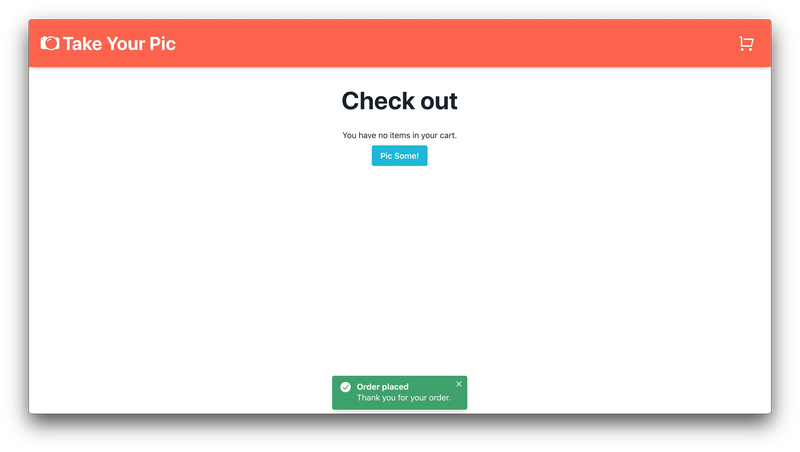 Take Your Pic
Check out
You have no items in your cart.
Pic Some!
Order placed
Thank you for your order.